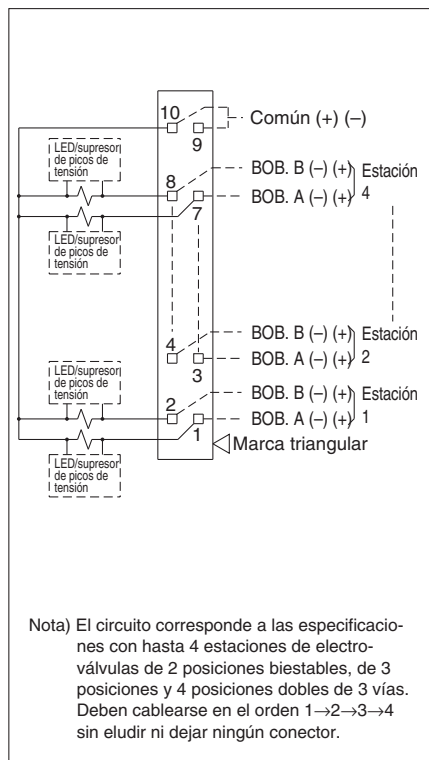 10
Común (+) (–)
9
LED/supresor
de picos de
tensión
8
BOB. B (–) (+)
Estación
7
BOB. A (–) (+)
4
LED/supresor
de picos de
tensión
4
BOB. B (–) (+)
Estación
3
BOB. A (–) (+)
2
LED/supresor
de picos de
tensión
2
BOB. B (–) (+)
Estación
1
BOB. A (–) (+)
1
Marca triangular
LED/supresor
de picos de
tensión
Nota) El circuito corresponde a las especificacio-
nes con hasta 4 estaciones de electro-
válvulas de 2 posiciones biestables, de 3
posiciones y 4 posiciones dobles de 3 vías.
Deben cablearse en el orden 1→2→3→4
sin eludir ni dejar ningún conector.